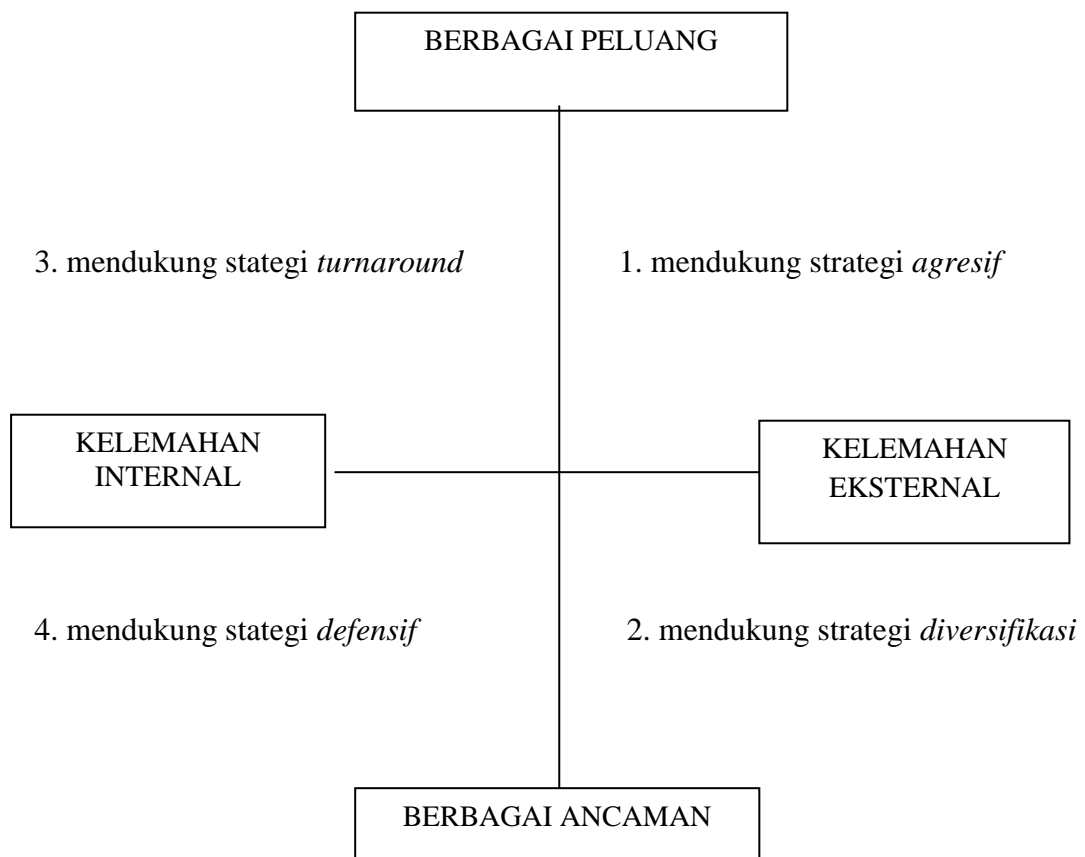 BERBAGAI PELUANG
3. mendukung stategi turnaround
1. mendukung strategi agresif
KELEMAHAN
INTERNAL
KELEMAHAN
EKSTERNAL
4. mendukung stategi defensif
2. mendukung strategi diversifikasi
BERBAGAI ANCAMAN